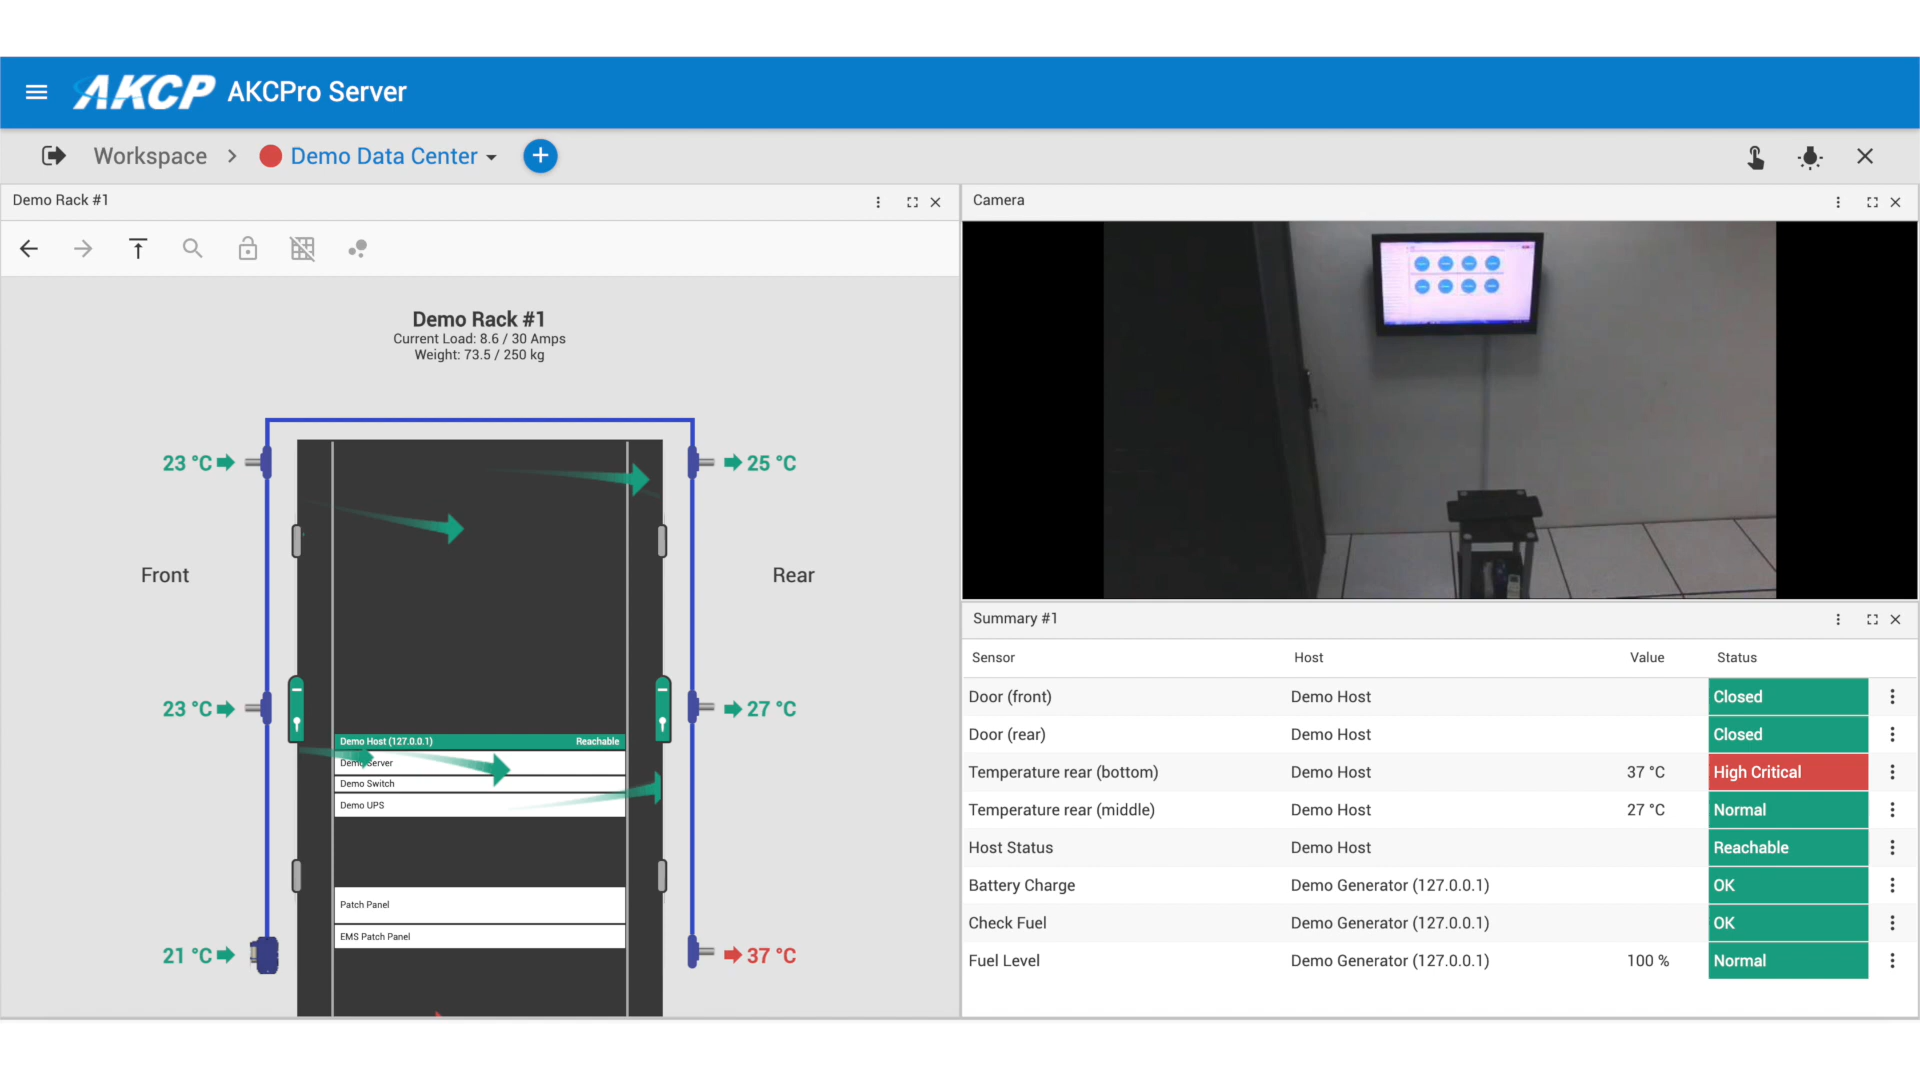 AKCP AKCPro Server
Workspace > Demo Data Center
Demo Rack #1
Demo Rack #1
Current Load: 8.6 / 30 Amps
Weight: 73.5 / 250 kg
23 °C
25 °C
Front
Rear
23 °C
27 °C
Demo Host (127.0.0.1) Reachable
Demo Server
Demo Switch
Demo UPS
Patch Panel
EMS Patch Panel
21 °C
37 °C
Camera
Summary #1
Sensor Host Value Status
Door (front) Demo Host Closed
Door (rear) Demo Host Closed
Temperature rear (bottom) Demo Host 37 °C High Critical
Temperature rear (middle) Demo Host 27 °C Normal
Host Status Demo Host Reachable
Battery Charge Demo Generator (127.0.0.1) OK
Check Fuel Demo Generator (127.0.0.1) OK
Fuel Level Demo Generator (127.0.0.1) 100 % Normal